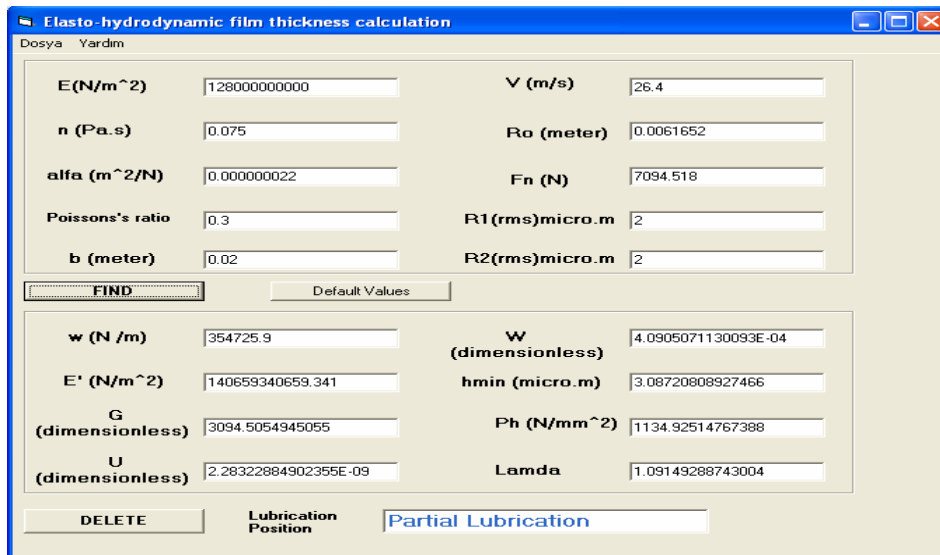 Elasto-hydrodynamic film thickness calculation
Dosya Yardım
E(N/m^2) 128000000000 V (m/s) 26.4
n (Pa.s) 0.075 Ro (meter) 0.0061652
alfa (m^2/N) 0.000000022 Fn (N) 7094.518
Poissons's ratio 0.3 R1(rms)micro.m 2
b (meter) 0.02 R2(rms)micro.m 2
FIND Default Values
w (N /m) 354725.9 W (dimensionless) 4.0905071130093E-04
E' (N/m^2) 140659340659.341 hmin (micro.m) 3.08720808927466
G (dimensionless) 3094.5054945055 Ph (N/mm^2) 1134.92514767388
U (dimensionless) 2.28322884902355E-09 Lamda 1.09149288743004
DELETE Lubrication Position Partial Lubrication